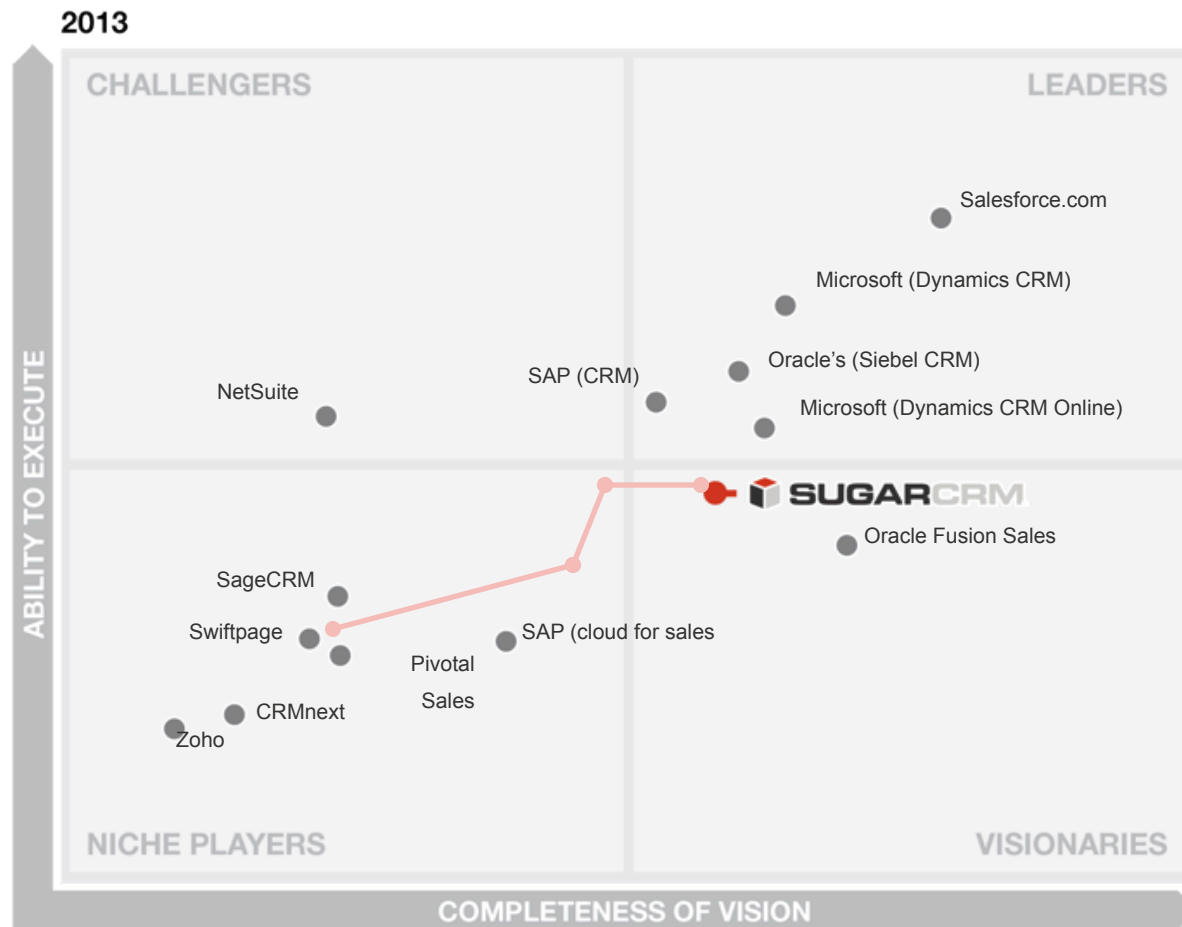 2013
CHALLENGERS
LEADERS
Salesforce.com
Microsoft (Dynamics CRM)
Oracle’s (Siebel CRM)
SAP (CRM)
NetSuite
Microsoft (Dynamics CRM Online)
SUGARCRM
Oracle Fusion Sales
SageCRM
Swiftpage
SAP (cloud for sales
Pivotal
Sales
CRMnext
Zoho
NICHE PLAYERS
VISIONARIES
ABILITY TO EXECUTE
COMPLETENESS OF VISION